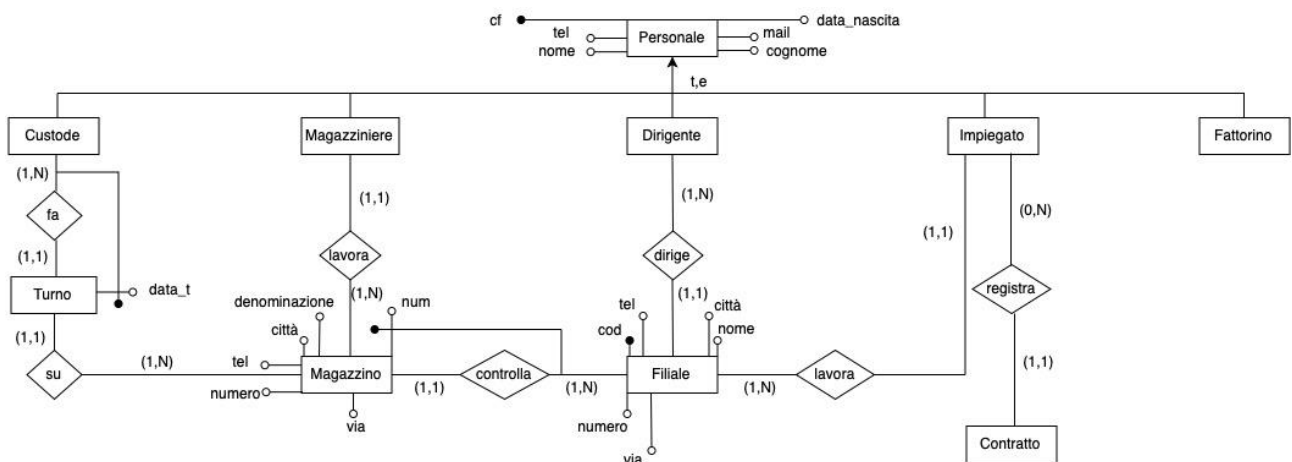 cf
data_nascita
tel
Personale
mail
nome
cognome
t,e
Custode
Magazziniere
Dirigente
Impiegato
Fattorino
(1,N)
(1,1)
(1,N)
(0,N)
fa
(1,1)
(1,1)
lavora
dirige
Turno
data_t
denominazione
(1,N)
num
(1,1)
registra
tel
città
(1,1)
città
cod
nome
su
(1,N)
tel
Magazzino
(1,1)
controlla
(1,N)
Filiale
(1,N)
lavora
(1,1)
numero
via
numero
via
Contratto